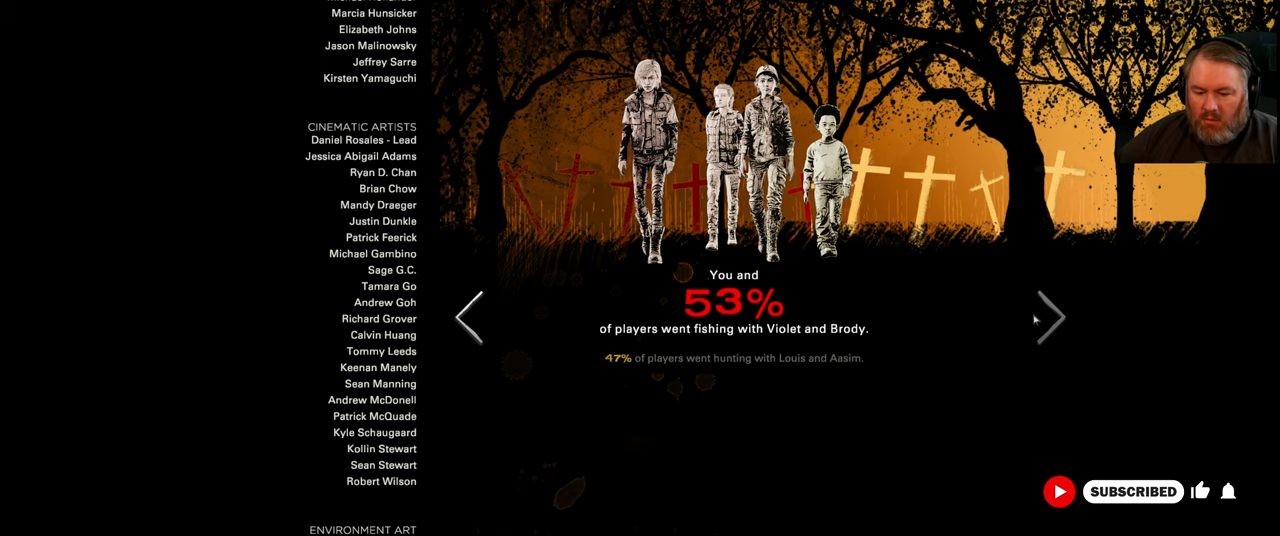 Marcia Hunsicker
Elizabeth Johns
Jason Malinowsky
Jeffrey Sarre
Kirsten Yamaguchi
CINEMATIC ARTISTS
Daniel Rosales - Lead
Jessica Abigail Adams
Ryan D. Chan
Brian Chow
Mandy Draeger
Justin Dunkle
Patrick Feerick
Michael Gambino
Sage G.C.
Tamara Go
Andrew Goh
Richard Grover
Calvin Huang
Tommy Leeds
Keenan Manely
Sean Manning
Andrew McDonell
Patrick McQuade
Kyle Schaugaard
Kollin Stewart
Sean Stewart
Robert Wilson
ENVIRONMENT ART
You and
53%
of players went fishing with Violet and Brody.
47% of players went hunting with Louis and Aasim.
SUBSCRIBED